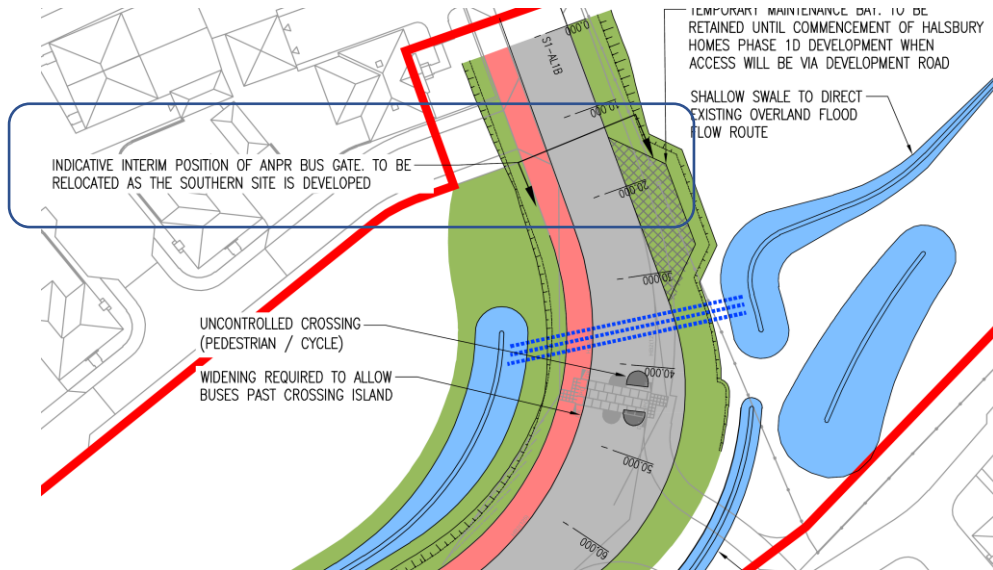 TEMPORARY MAINTENANCE BAY. TO BE
RETAINED UNTIL COMMENCEMENT OF HALSBURY
HOMES PHASE 1D DEVELOPMENT WHEN
ACCESS WILL BE VIA DEVELOPMENT ROAD
SHALLOW SWALE TO DIRECT
EXISTING OVERLAND FLOOD
FLOW ROUTE
INDICATIVE INTERIM POSITION OF ANPR BUS GATE. TO BE
RELOCATED AS THE SOUTHERN SITE IS DEVELOPED
UNCONTROLLED CROSSING
(PEDESTRIAN / CYCLE)
WIDENING REQUIRED TO ALLOW
BUSES PAST CROSSING ISLAND
S1-AL1B
0.000
10.000
20.000
30.000
40.000
50.000
60.000